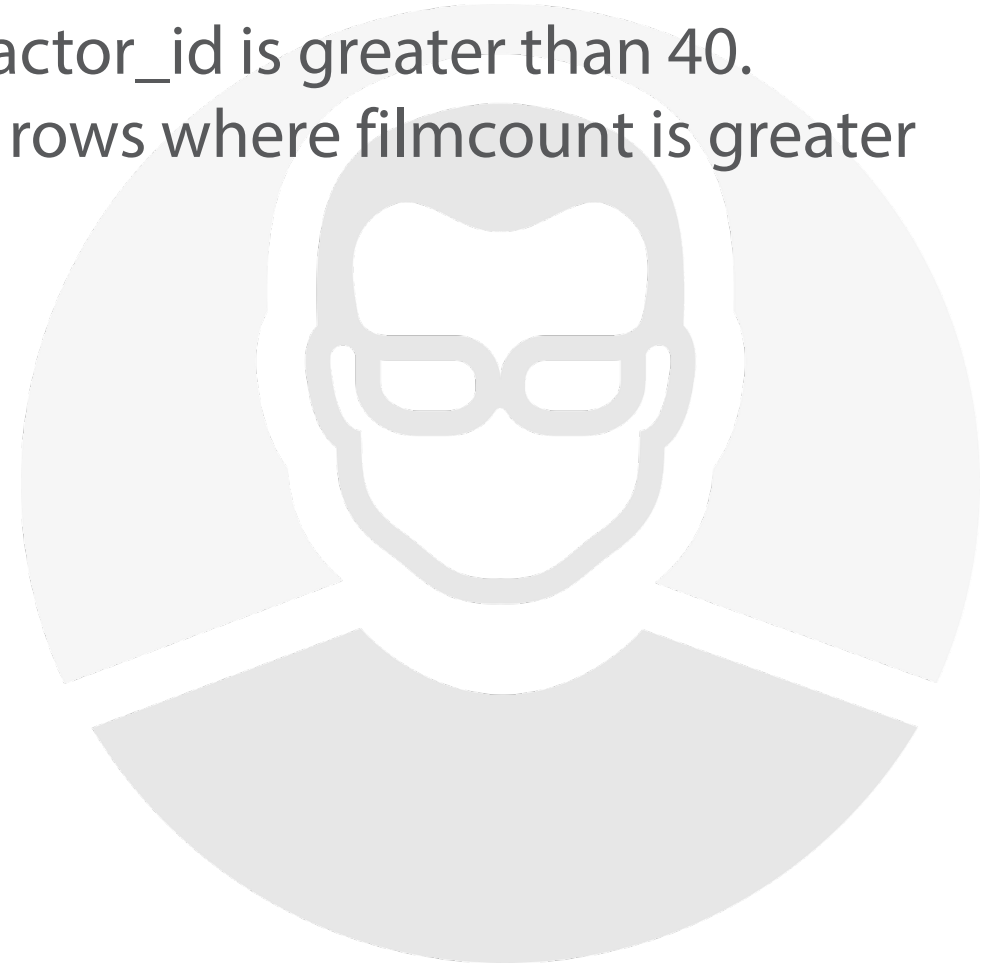 actor_id is greater than 40.
rows where filmcount is greater